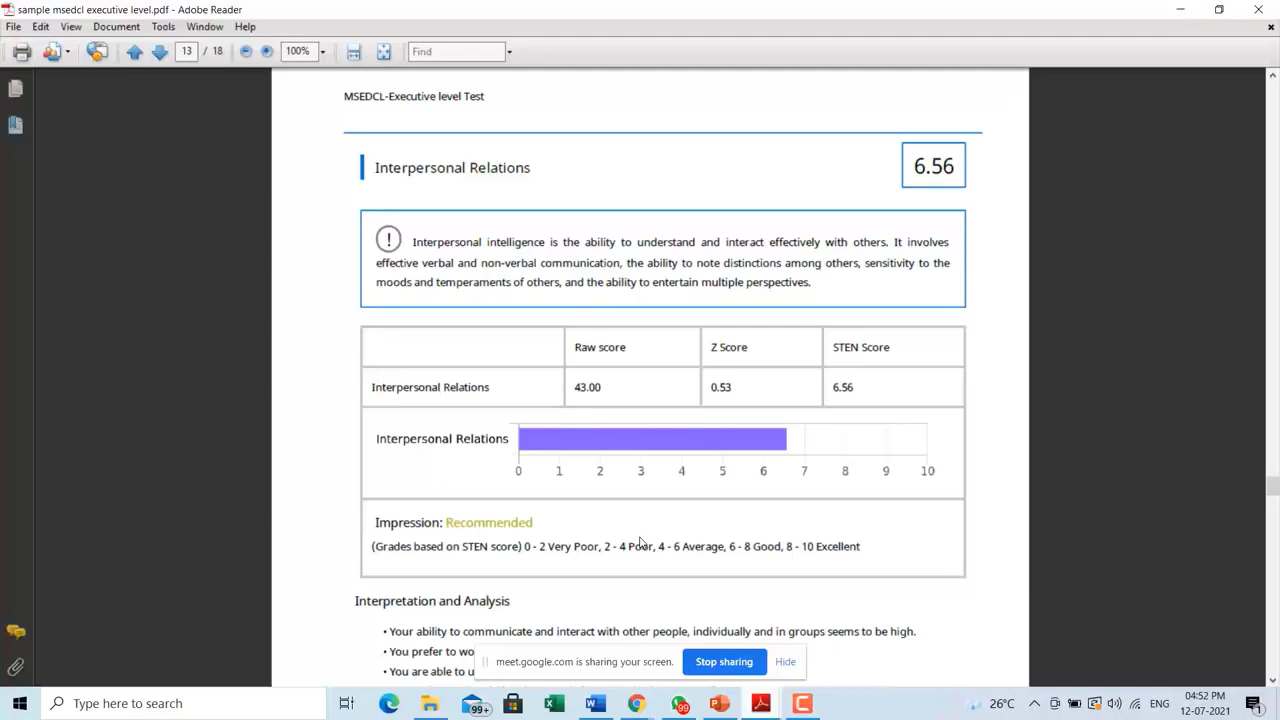 sample msedcl executive level.pdf - Adobe Reader
File Edit View Document Tools Window Help
13 / 18 100% Find
MSEDCL-Executive level Test
Interpersonal Relations 6.56
! Interpersonal intelligence is the ability to understand and interact effectively with others. It involves
effective verbal and non-verbal communication, the ability to note distinctions among others, sensitivity to the
moods and temperaments of others, and the ability to entertain multiple perspectives.
Raw score Z Score STEN Score
Interpersonal Relations 43.00 0.53 6.56
Interpersonal Relations
0 1 2 3 4 5 6 7 8 9 10
Impression: Recommended
(Grades based on STEN score) 0 - 2 Very Poor, 2 - 4 Poor, 4 - 6 Average, 6 - 8 Good, 8 - 10 Excellent
Interpretation and Analysis
• Your ability to communicate and interact with other people, individually and in groups seems to be high.
• You prefer to wo
meet.google.com is sharing your screen. Stop sharing Hide
• You are able to u
Type here to search 99+ 99 26°C 04:52 PM
12-07-2021 1